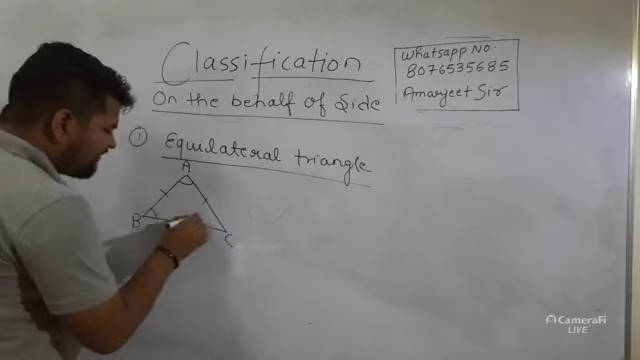 Classification
On the behalf of Side
Whatsapp No.
8076535685
Amarjeet Sir
① Equilateral triangle
A
B
C
CameraFi
LIVE